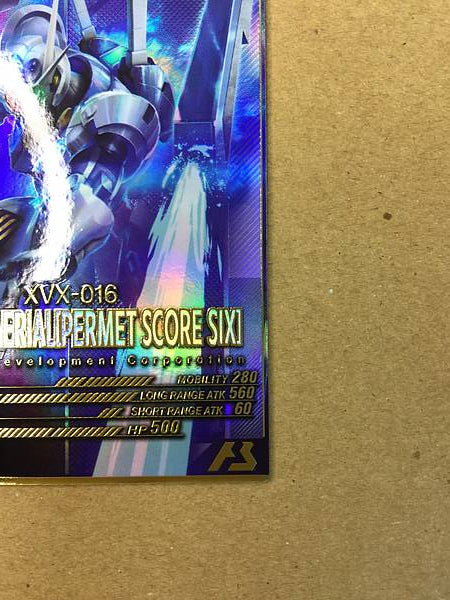 XVX-016
ERIAL[PERMET SCORE SIX]
evelopment Corporation
MOBILITY 280
LONG RANGE ATK 560
SHORT RANGE ATK 60
HP 500